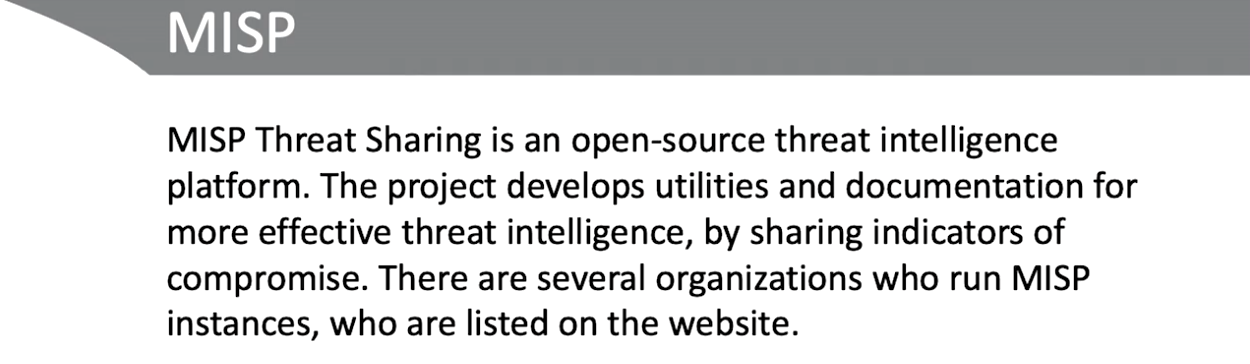 MISP
MISP Threat Sharing is an open-source threat intelligence
platform. The project develops utilities and documentation for
more effective threat intelligence, by sharing indicators of
compromise. There are several organizations who run MISP
instances, who are listed on the website.